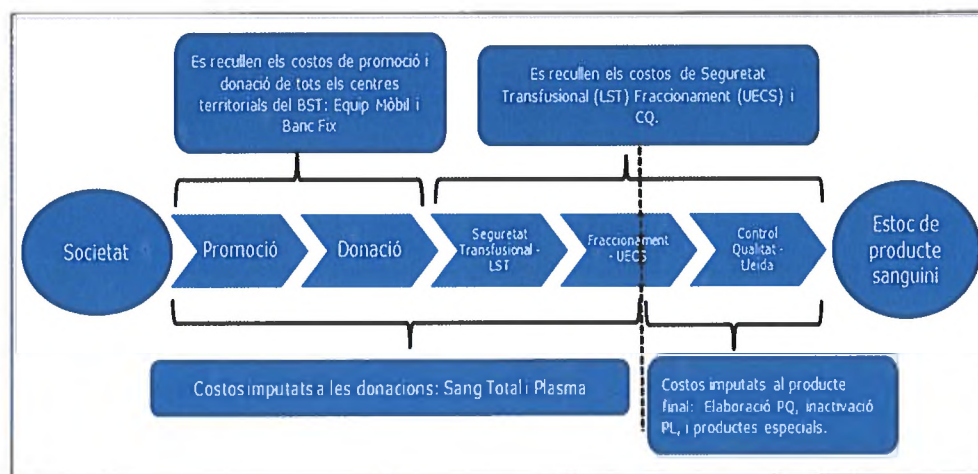 Es recullen els costos de promoció i
donació de tots els centres
territorials del BST: Equip Mòbil i
Banc Fix
Es recullen els costos de Seguretat
Transfusional (LST) Fraccionament (UECS) i
CQ.
Societat
Promoció
Donació
Seguretat
Transfusional -
LST
Fraccionament
- UECS
Control
Qualitat -
Lleida
Estoc de
producte
sanguini
Costos imputats a les donacions: Sang Total i Plasma
Costos imputats al producte
final: Elaboració PQ, inactivació
PL, i productes especials.